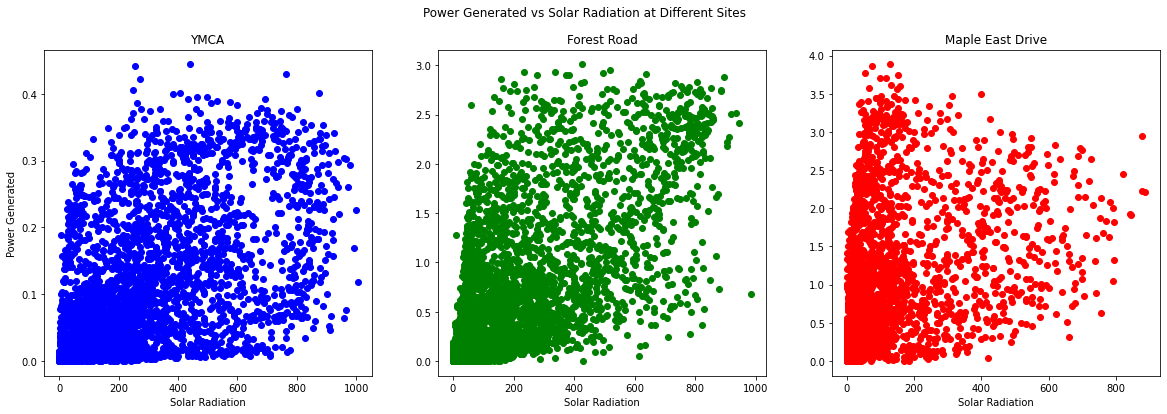 Power Generated vs Solar Radiation at Different Sites
YMCA
Forest Road
Maple East Drive
Power Generated
0.4
0.3
0.2
0.1
0.0
0 200 400 600 800 1000
Solar Radiation
3.0
2.5
2.0
1.5
1.0
0.5
0.0
0 200 400 600 800 1000
Solar Radiation
4.0
3.5
3.0
2.5
2.0
1.5
1.0
0.5
0.0
0 200 400 600 800
Solar Radiation